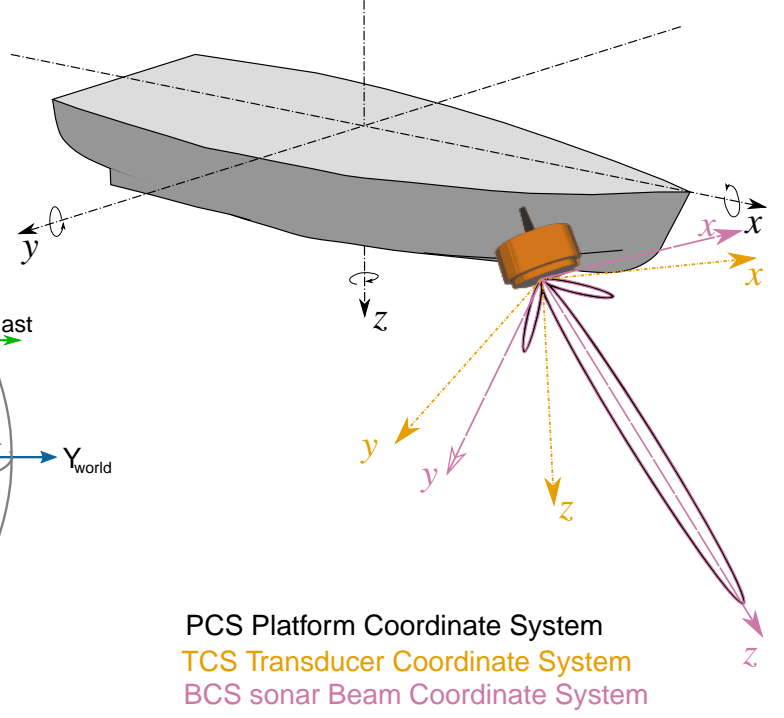 x
x
y
x
z
ast
y
Yworld
y
z
z
PCS Platform Coordinate System
TCS Transducer Coordinate System
BCS sonar Beam Coordinate System